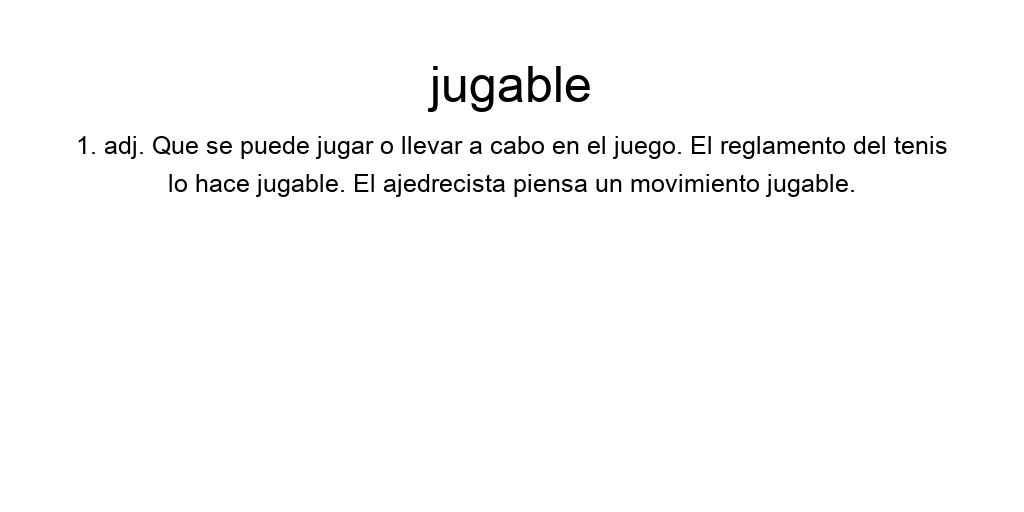 jugable
1. adj. Que se puede jugar o llevar a cabo en el juego. El reglamento del tenis
lo hace jugable. El ajedrecista piensa un movimiento jugable.